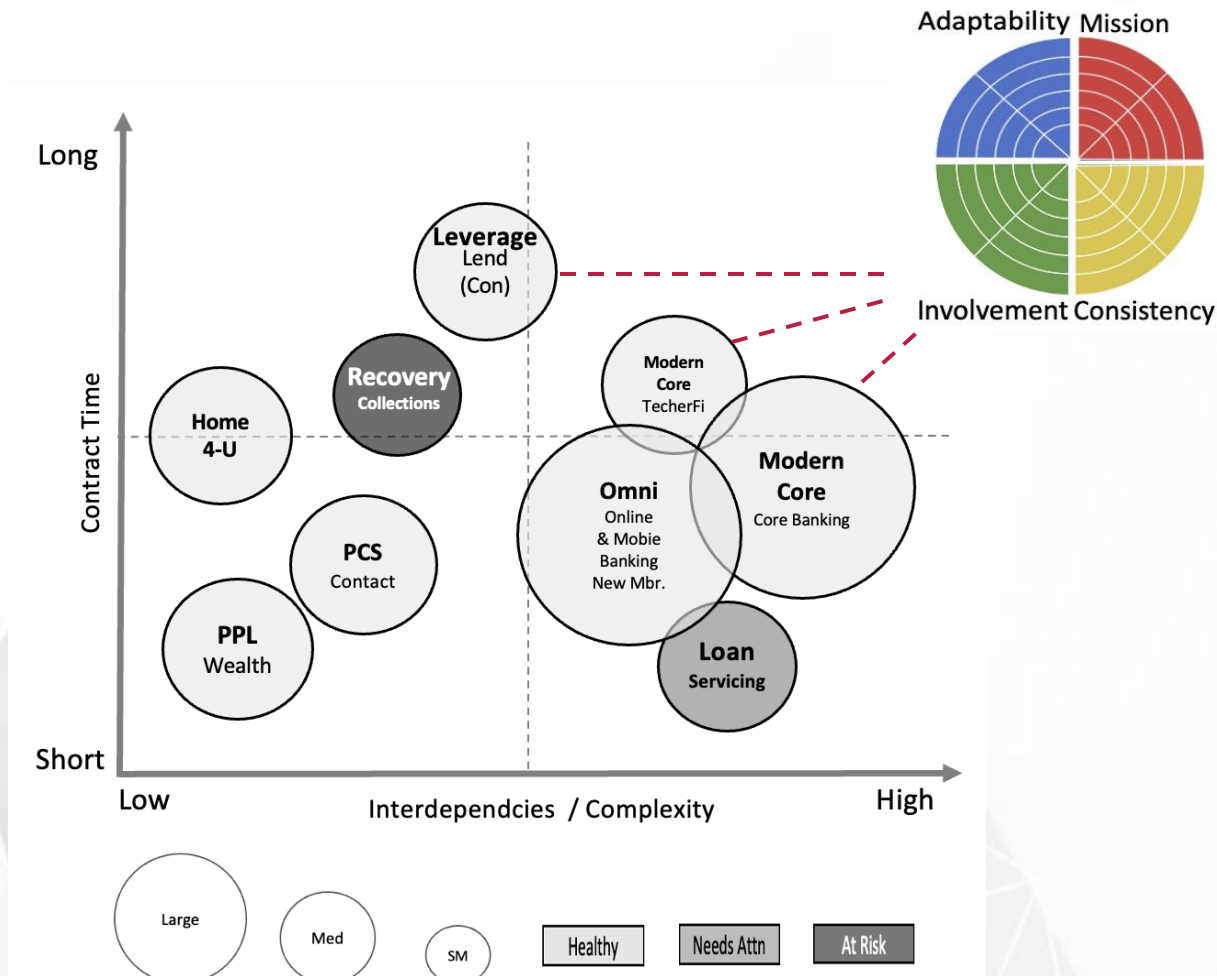 Adaptability Mission
Involvement Consistency
Long
Contract Time
Short
Low
Interdependcies / Complexity
High
Leverage
Lend
(Con)
Recovery
Collections
Home
4-U
Modern
Core
TecherFi
Modern
Core
Core Banking
Omni
Online
& Mobie
Banking
New Mbr.
PCS
Contact
PPL
Wealth
Loan
Servicing
Large
Med
SM
Healthy
Needs Attn
At Risk